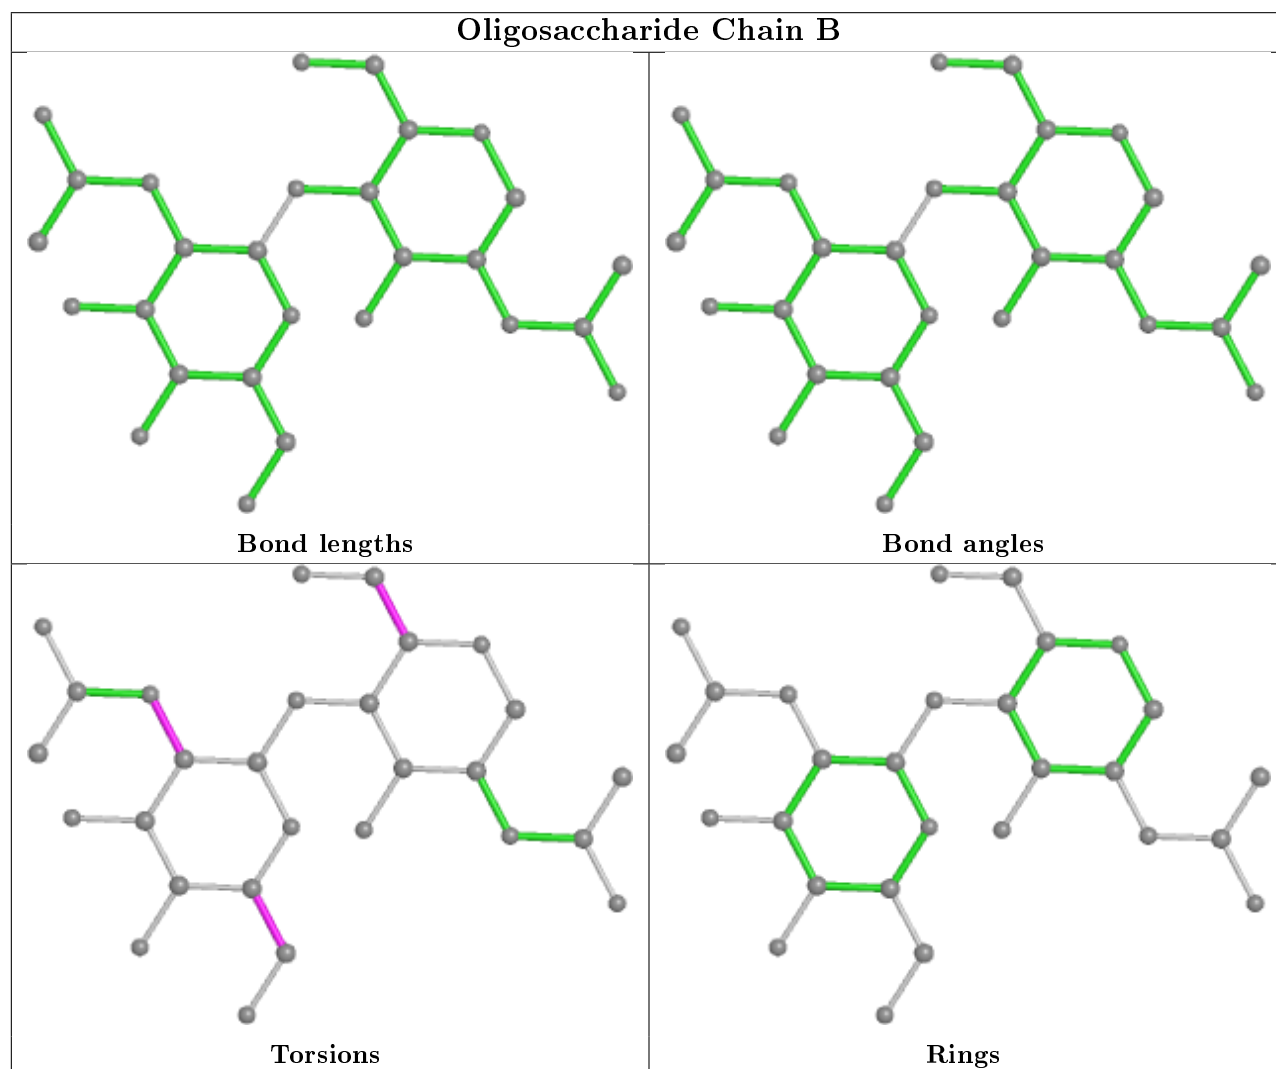 Oligosaccharide Chain B
Bond lengths
Bond angles
Torsions
Rings